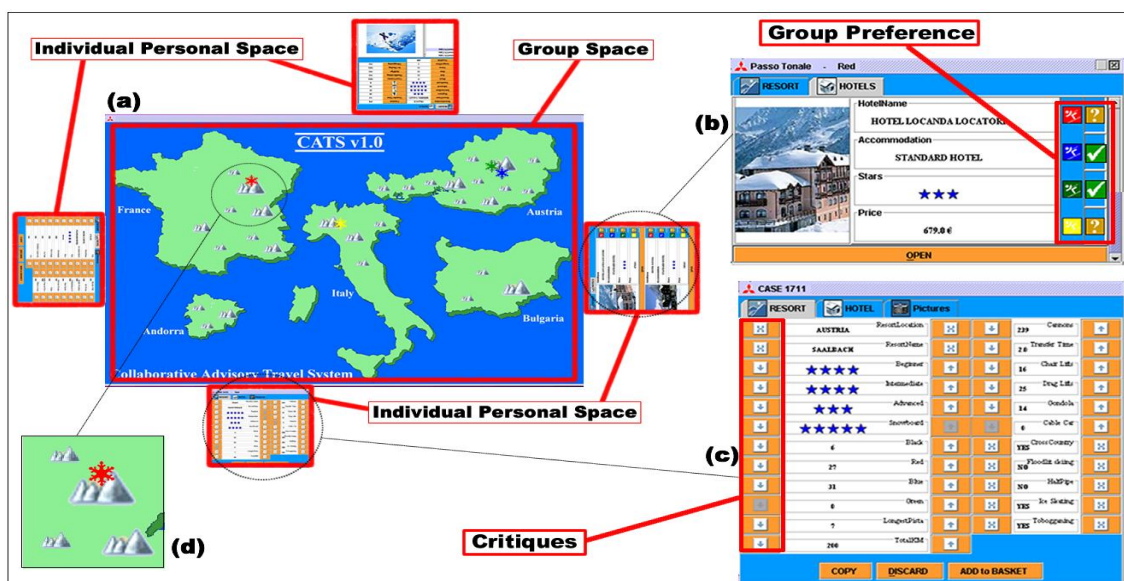 Individual Personal Space
Group Space
(a)
CATS v1.0
France
Austria
Italy
Andorra
Bulgaria
Collaborative Advisory Travel System
Individual Personal Space
(d)
Group Preference
(b)
Passo Tonale - Red
RESORT HOTELS
HotelName
HOTEL LOCANDA LOCATORI
Accommodation
STANDARD HOTEL
Stars
Price
679.0 €
OPEN
(c)
CASE 1711
RESORT HOTEL Pictures
AUSTRIA ResortLocation 239 Cannons
SAALBACH ResortName 20 Transfer Time
Beginner 16 Chair Lifts
Intermediate 25 Drag Lifts
Advanced 14 Gondola
Snowboard 0 Cable Car
6 Black YES CrossCountry
27 Red NO Floodlit skiing
31 Blue NO HalfPipe
0 Green YES Ice Skating
7 LongestPiste YES Tobogganing
200 TotalKM
COPY DISCARD ADD to BASKET
Critiques